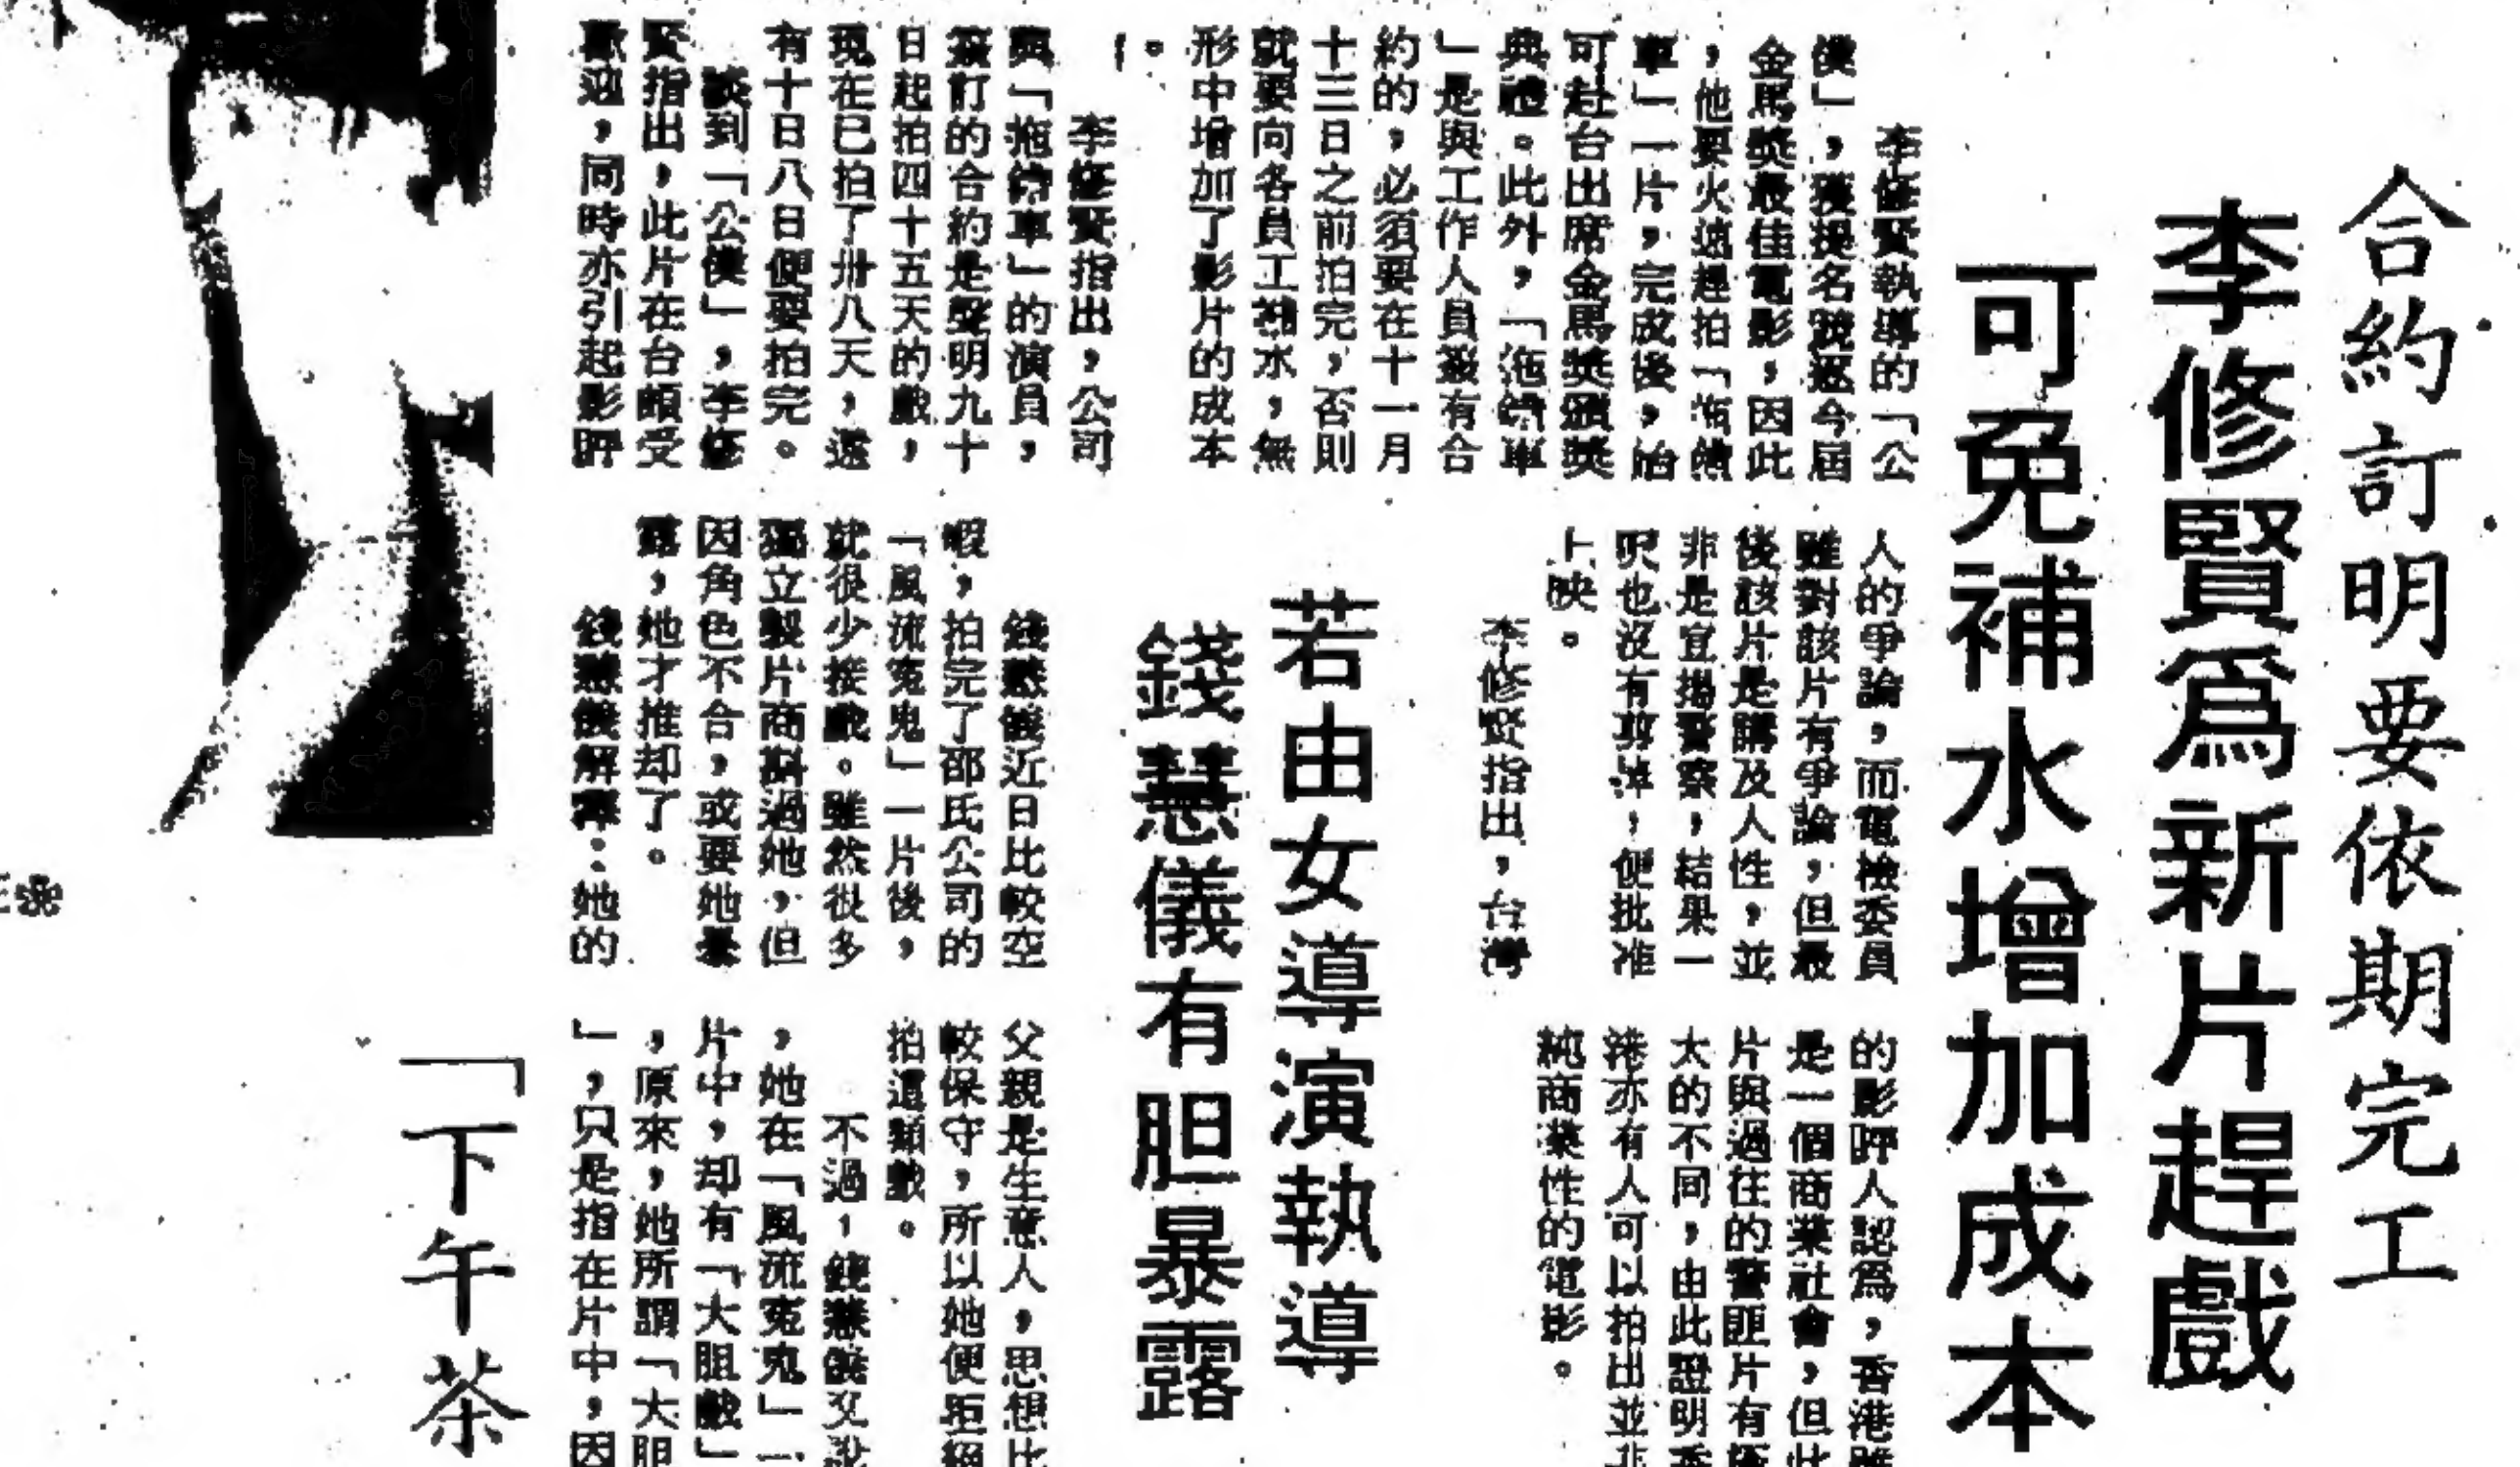 合約訂明要依期完工
李修賢爲新片趕戲
可免補水增加成本
李修賢執導的「公
僕」，獲提名競逐今屆
金馬獎最佳電影，因此
，他要火速趕拍「拖錯
車」一片，完成後，始
可赴台出席金馬獎頒獎
典禮。此外，「拖錯車
」是與工作人員簽有合
約的，必須要在十一月
十三日之前拍完，否則
就要向各員工補水，無
形中增加了影片的成本
。
李修賢指出，公司
與「拖錯車」的演員，
簽訂的合約是聲明九十
日起拍四十五天的戲，
現在已拍了卅八天，還
有十日八日便要拍完。
談到「公僕」，李修
賢指出，此片在台頗受
歡迎，同時亦引起影評
人的爭論，而電檢委員
雖對該片有爭論，但最
後該片是講及人性，並
非是宣揚警察，結果一
呎也沒有剪掉，便批准
上映。
李修賢指出，台灣
的影評人認爲，香港雖
是一個商業社會，但此
片與過往的警匪片有極
大的不同，由此證明香
港亦有人可以拍出並非
純商業性的電影。
若由女導演執導
錢慧儀有胆暴露
錢慧儀近日比較空
暇，拍完了邵氏公司的
「風流寃鬼」一片後，
就很少接戲。雖然很多
獨立製片商斟過她，但
因角色不合，或要她暴
露，她才推却了。
錢慧儀解釋：她的
父親是生意人，思想比
較保守，所以她便拒絕
拍這類戲。
不過，錢慧儀又說
，她在「風流寃鬼」一
片中，却有「大胆戲」
，原來，她所謂「大胆
」，只是指在片中，因
「下午茶